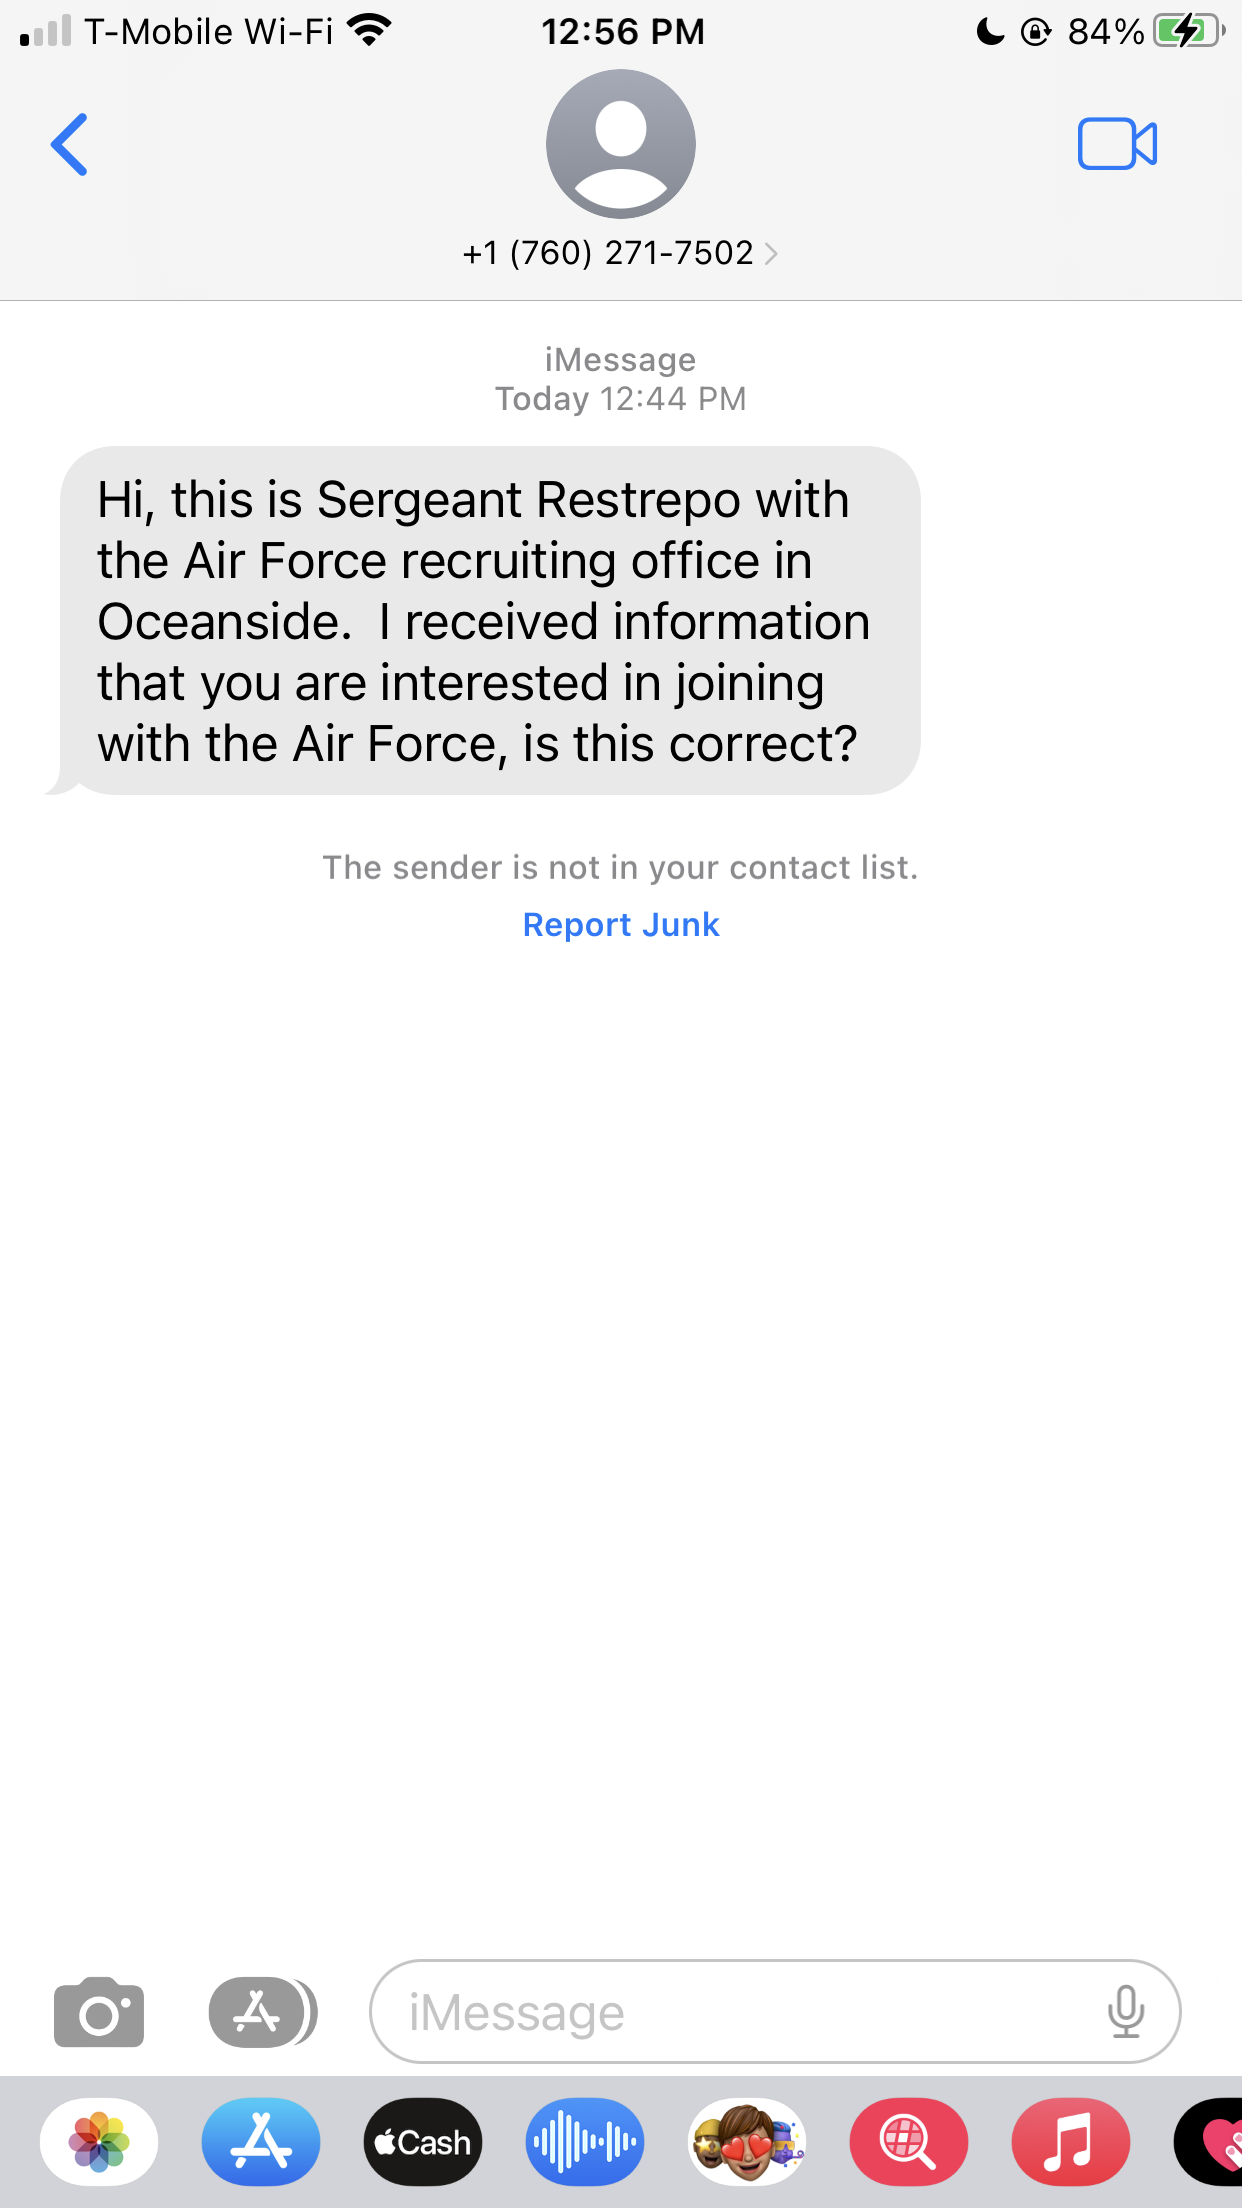 T-Mobile Wi-Fi 12:56 PM 84%
+1 (760) 271-7502
iMessage
Today 12:44 PM
Hi, this is Sergeant Restrepo with
the Air Force recruiting office in
Oceanside.  I received information
that you are interested in joining
with the Air Force, is this correct?
The sender is not in your contact list.
Report Junk
iMessage
Cash